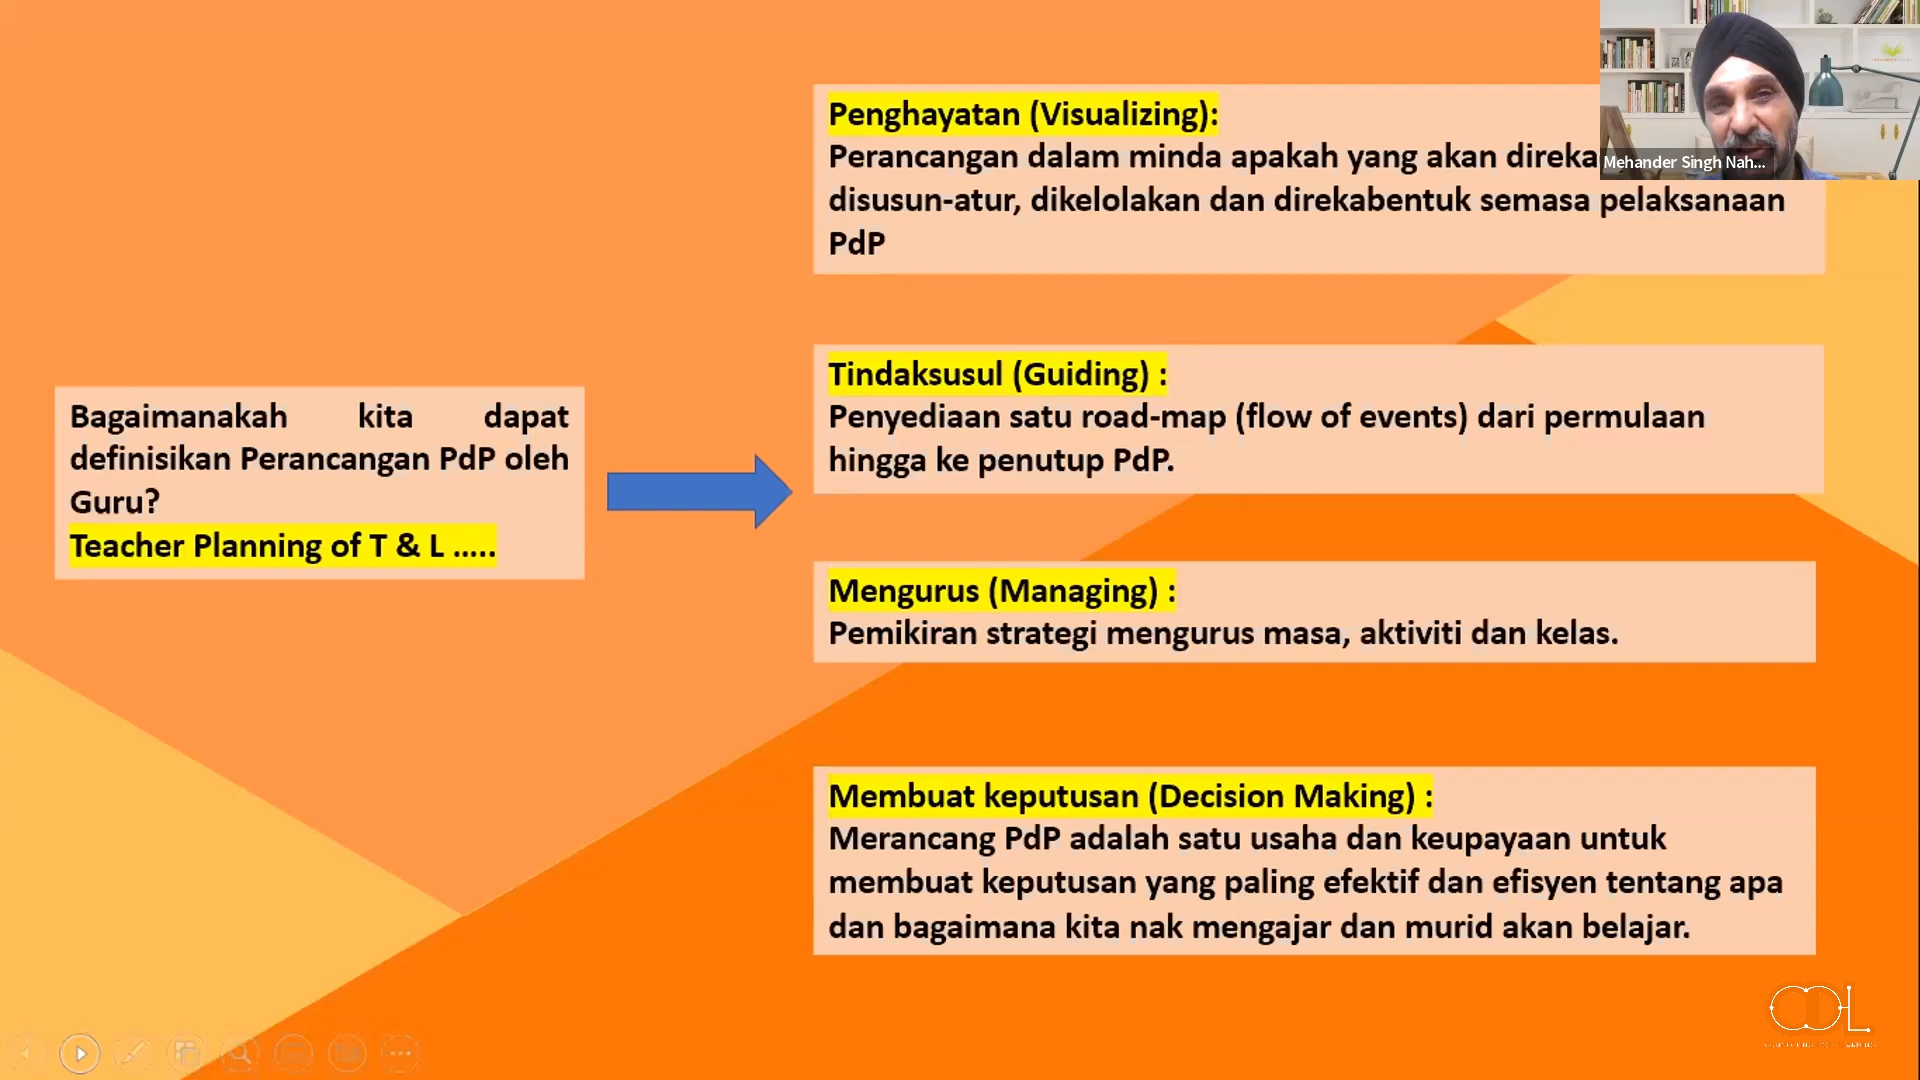 Bagaimanakah kita dapat
definisikan Perancangan PdP oleh
Guru?
Teacher Planning of T & L .....
Penghayatan (Visualizing):
Perancangan dalam minda apakah yang akan direka
disusun-atur, dikelolakan dan direkabentuk semasa pelaksanaan
PdP
Tindaksusul (Guiding) :
Penyediaan satu road-map (flow of events) dari permulaan
hingga ke penutup PdP.
Mengurus (Managing) :
Pemikiran strategi mengurus masa, aktiviti dan kelas.
Membuat keputusan (Decision Making) :
Merancang PdP adalah satu usaha dan keupayaan untuk
membuat keputusan yang paling efektif dan efisyen tentang apa
dan bagaimana kita nak mengajar dan murid akan belajar.
Mehander Singh Nah...